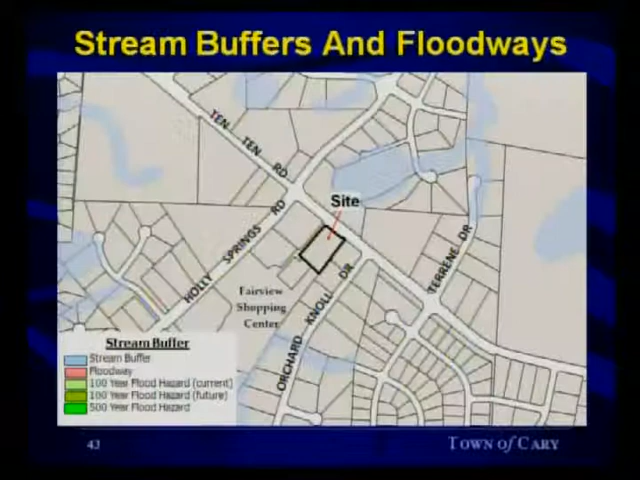 Stream Buffers And Floodways
TEN TEN RD
Site
HOLLY SPRINGS RD
TERRENE DR
Fairview
Shopping
Center
ORCHARD KNOLL DR
Stream Buffer
Stream Buffer
Floodway
100 Year Flood Hazard (current)
100 Year Flood Hazard (future)
500 Year Flood Hazard
43
TOWN of CARY